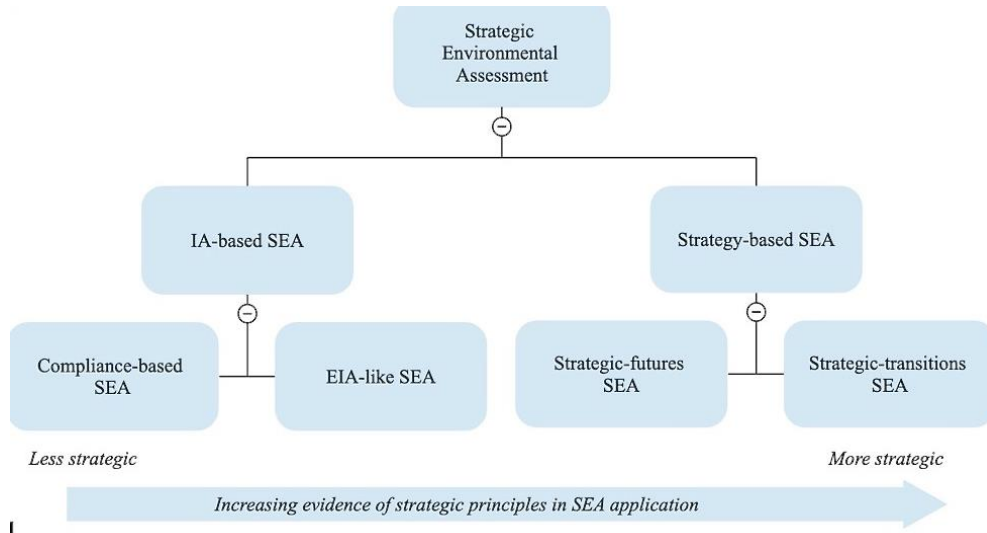 Strategic
Environmental
Assessment
IA-based SEA
Strategy-based SEA
Compliance-based
SEA
EIA-like SEA
Strategic-futures
SEA
Strategic-transitions
SEA
Less strategic
More strategic
Increasing evidence of strategic principles in SEA application